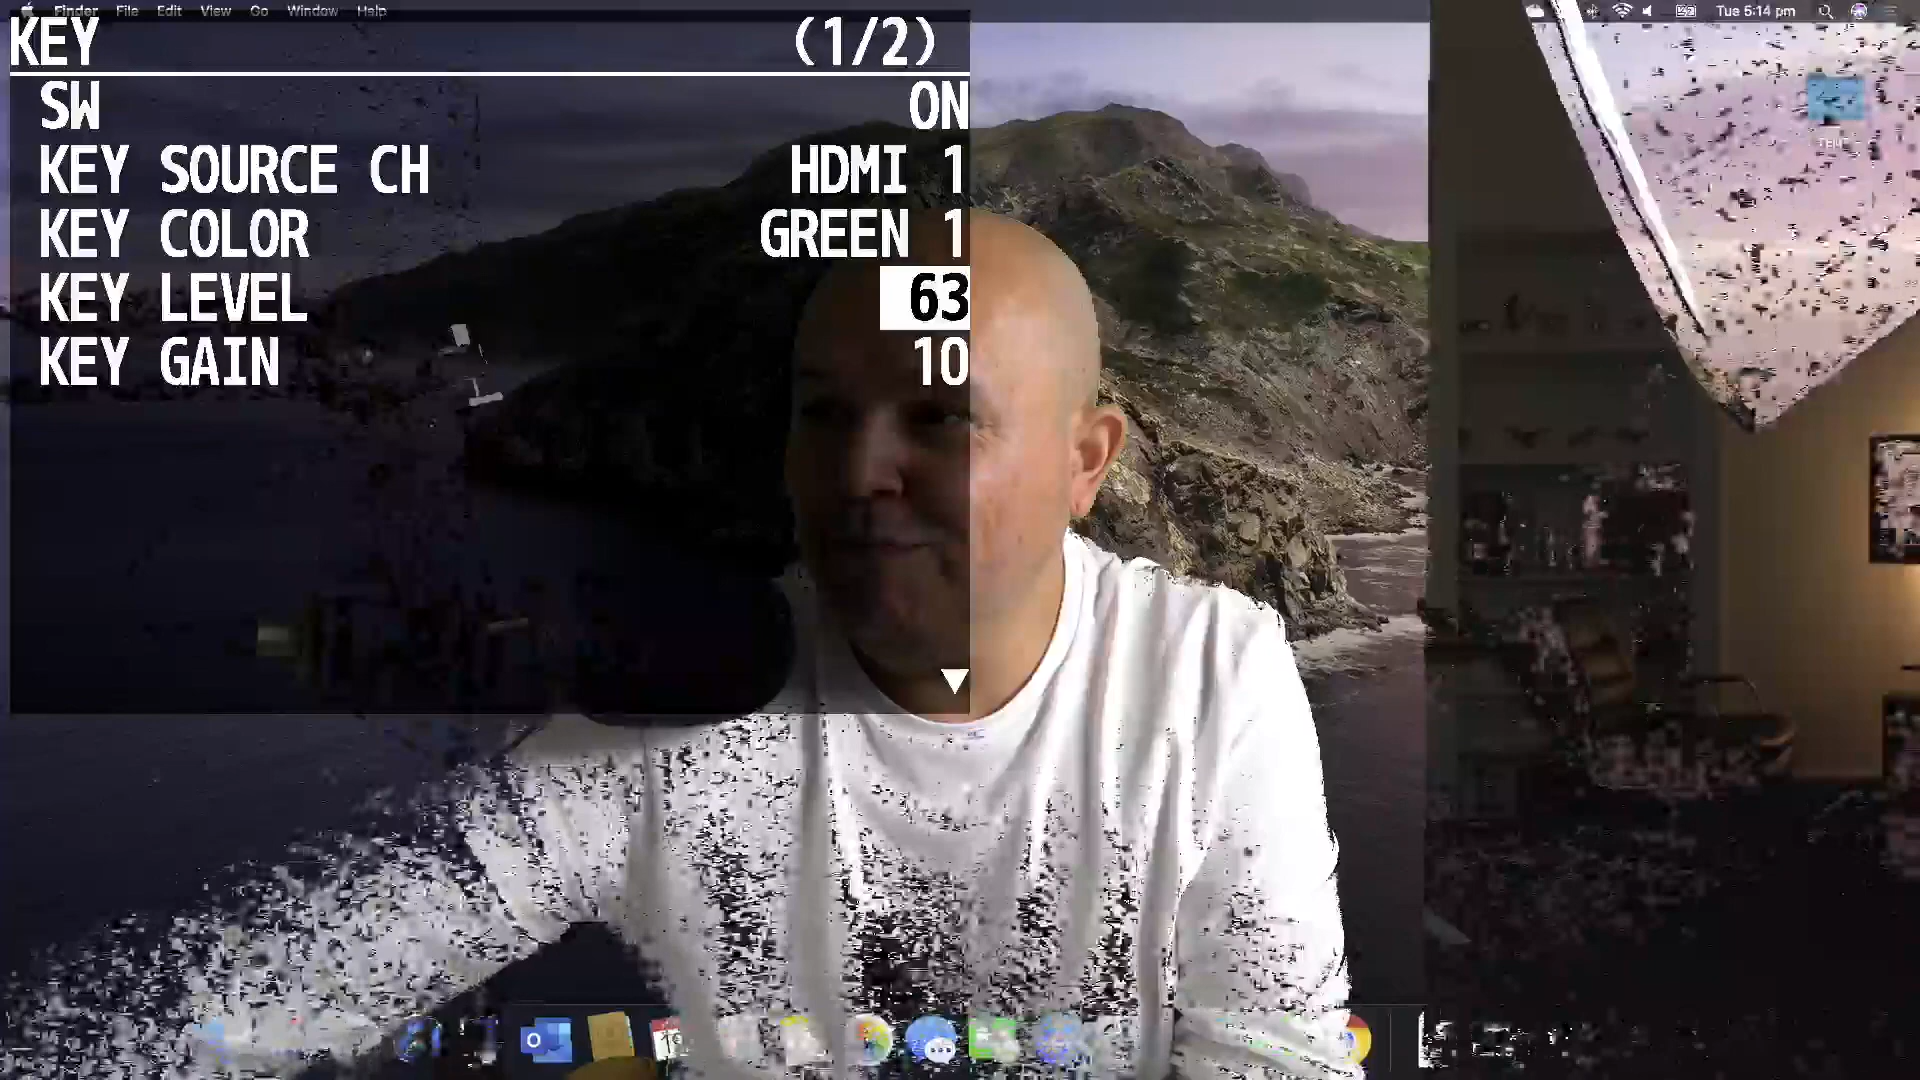 Finder File Edit View Go Window Help
Tue 5:14 pm
KEY (1/2)
SW ON
KEY SOURCE CH HDMI 1
KEY COLOR GREEN 1
KEY LEVEL 63
KEY GAIN 10